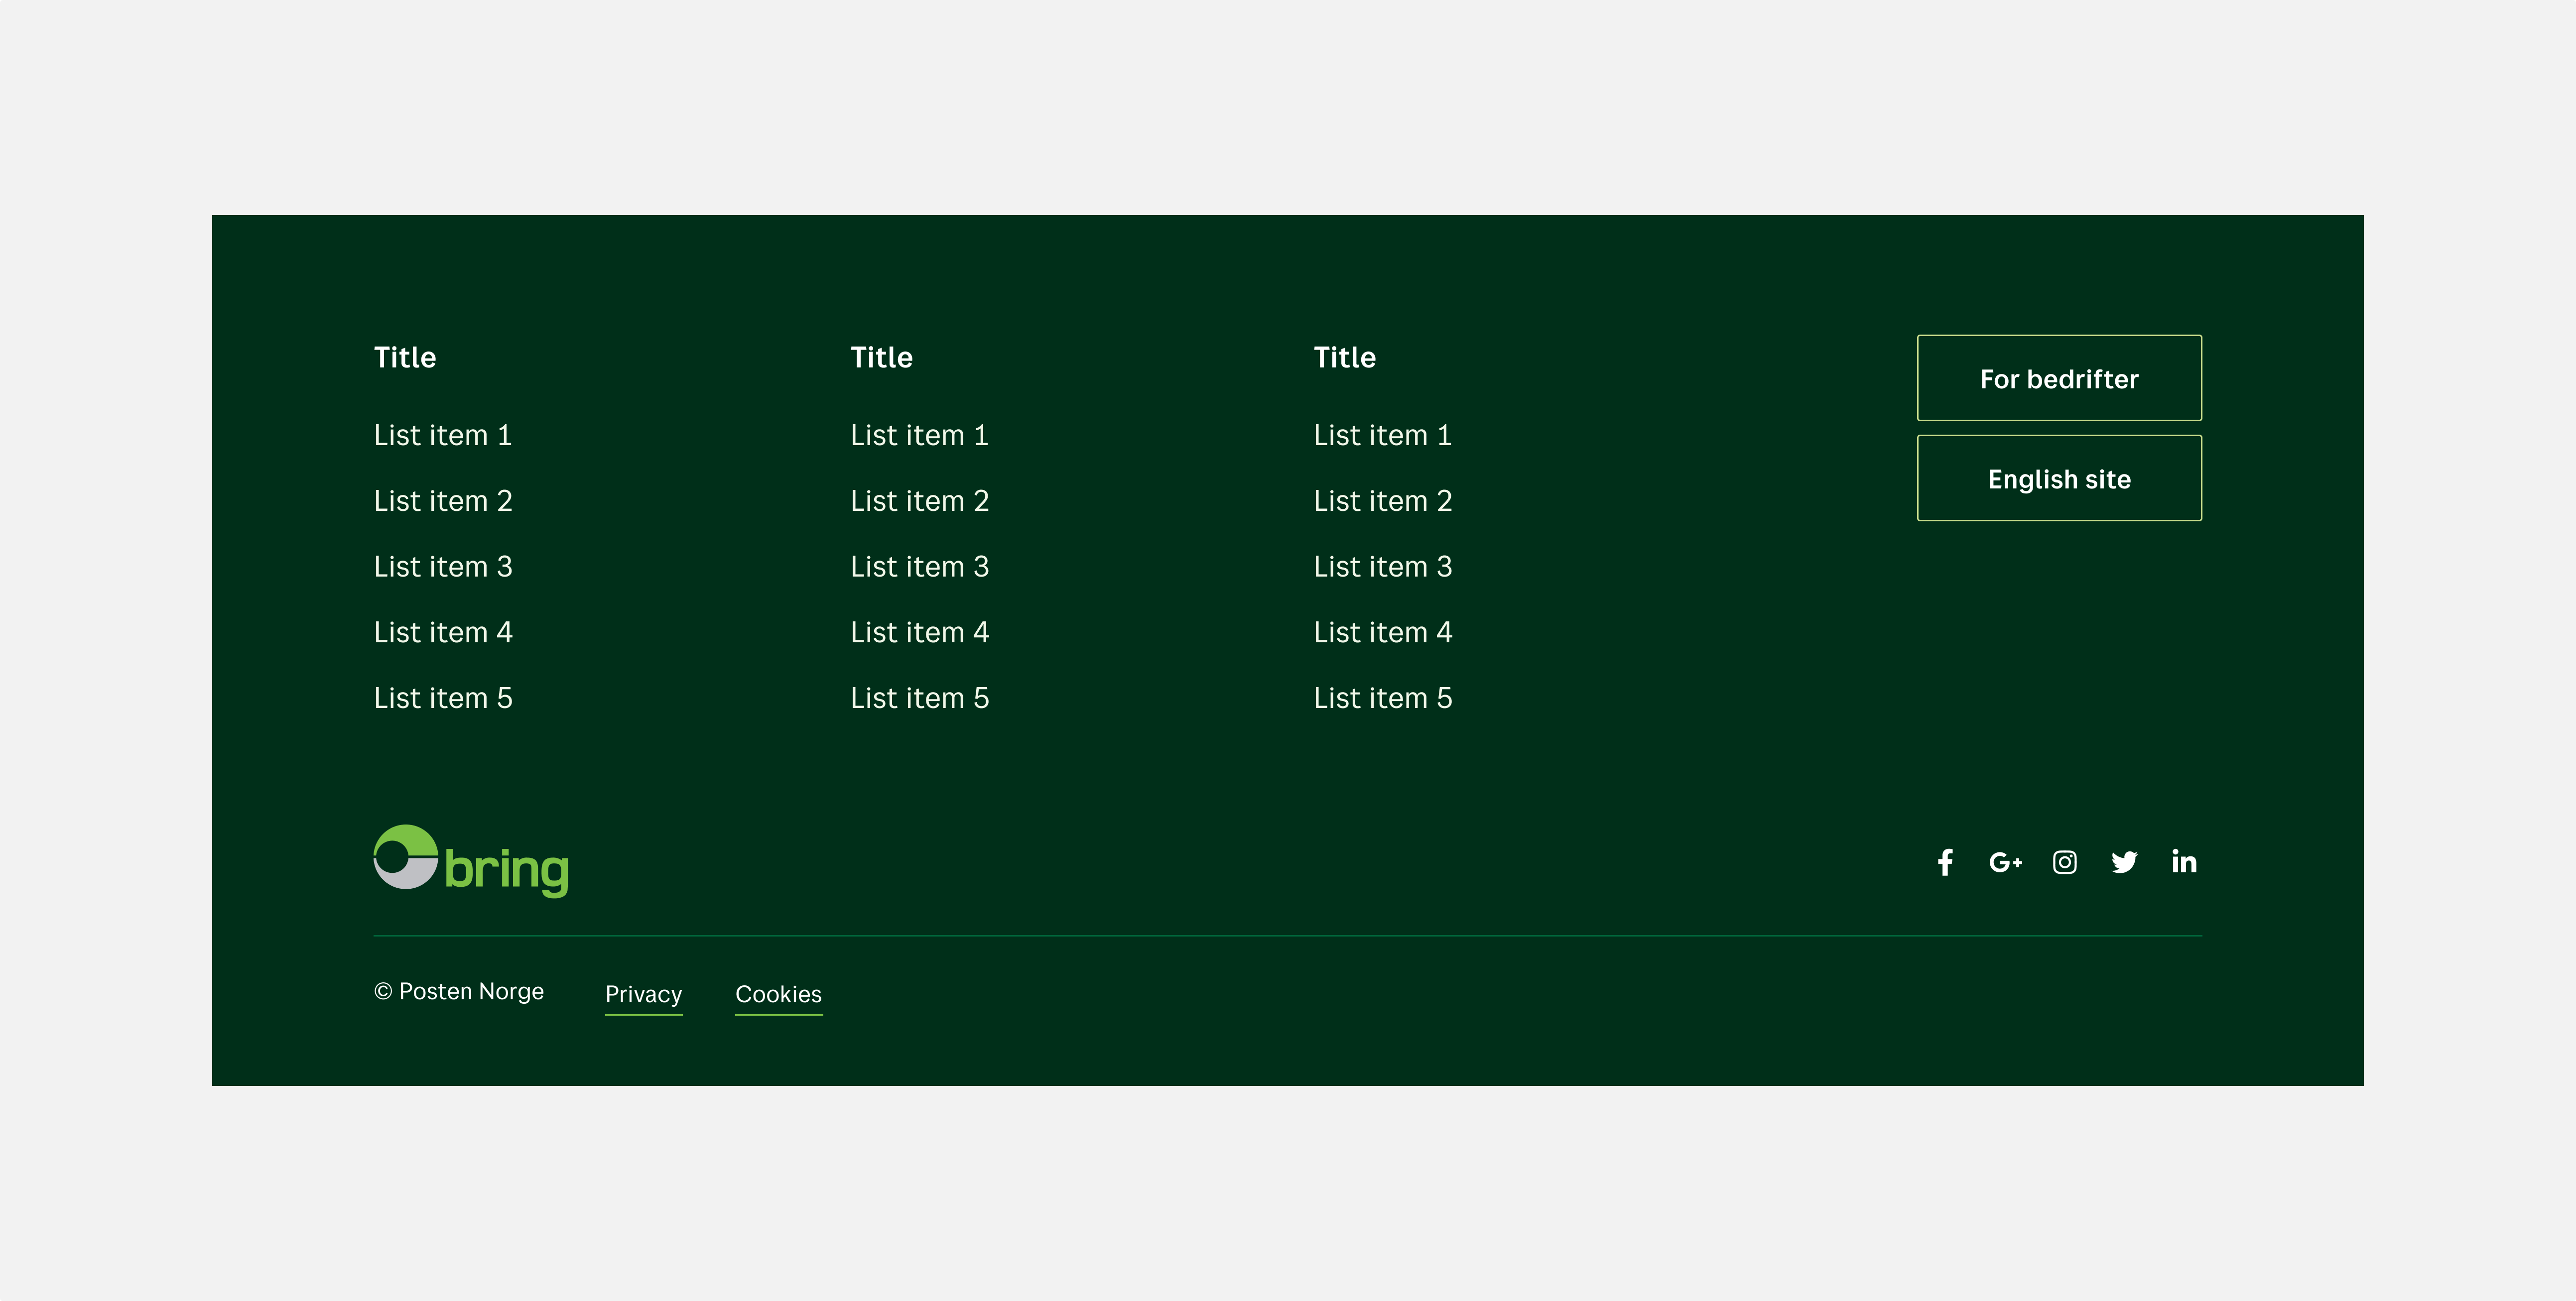 Title
List item 1
List item 2
List item 3
List item 4
List item 5
Title
List item 1
List item 2
List item 3
List item 4
List item 5
Title
List item 1
List item 2
List item 3
List item 4
List item 5
For bedrifter
English site
bring
f G+ in
© Posten Norge Privacy Cookies